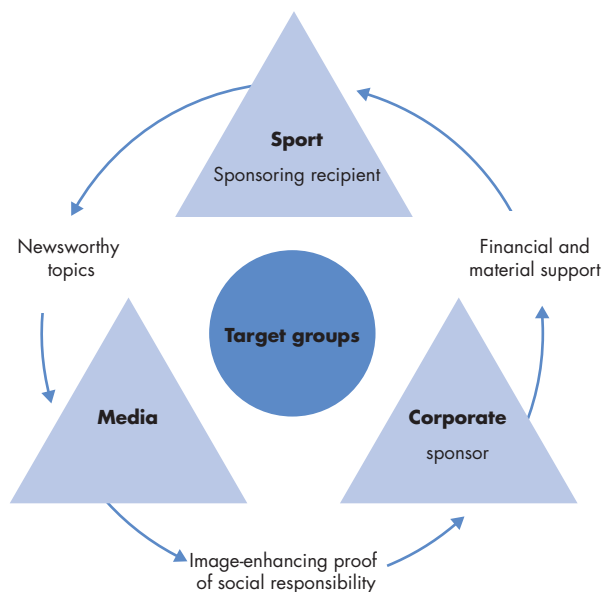 Sport
Sponsoring recipient
Newsworthy
topics
Financial and
material support
Target groups
Media
Corporate
sponsor
Image-enhancing proof
of social responsibility